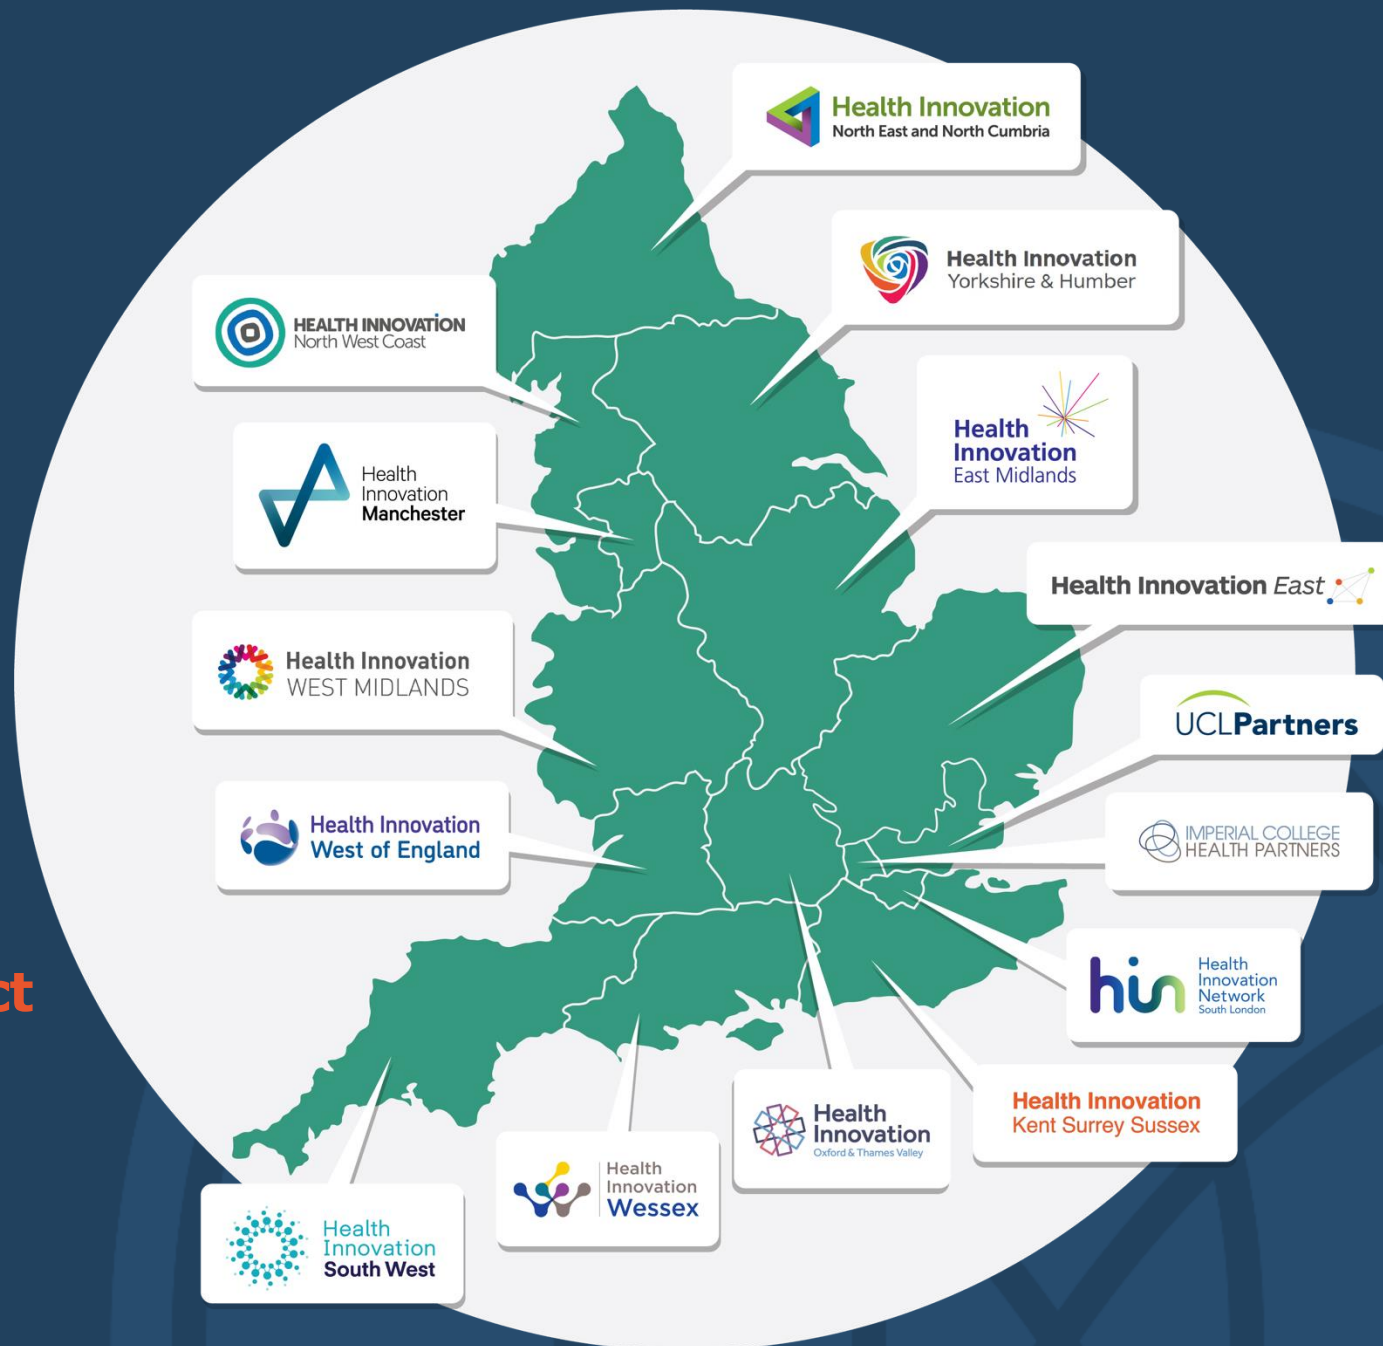 Health Innovation
North East and North Cumbria
Health Innovation
Yorkshire & Humber
HEALTH INNOVATION
North West Coast
Health
Innovation
East Midlands
Health
Innovation
Manchester
Health Innovation East
Health Innovation
WEST MIDLANDS
UCLPartners
Health Innovation
West of England
IMPERIAL COLLEGE
HEALTH PARTNERS
ct
hin
Health
Innovation
Network
South London
Health Innovation
Kent Surrey Sussex
Health
Innovation
Oxford & Thames Valley
Health
Innovation
Wessex
Health
Innovation
South West